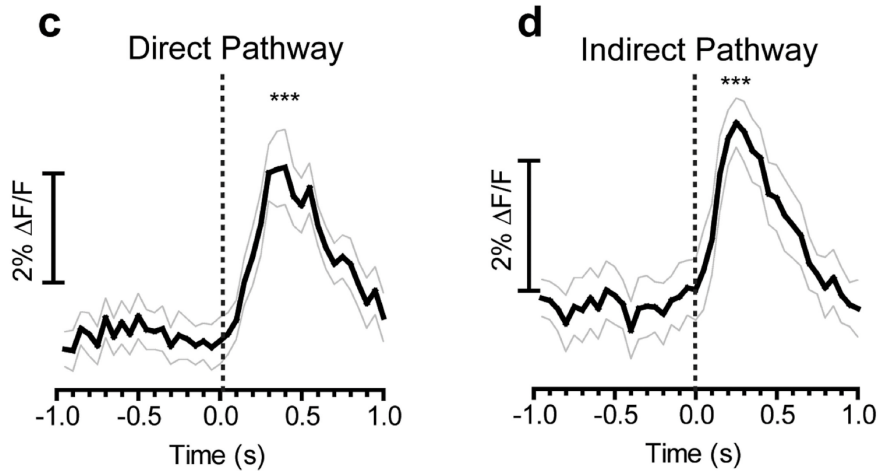 c
Direct Pathway
***
2% ΔF/F
-1.0 -0.5 0.0 0.5 1.0
Time (s)
d
Indirect Pathway
***
2% ΔF/F
-1.0 -0.5 0.0 0.5 1.0
Time (s)